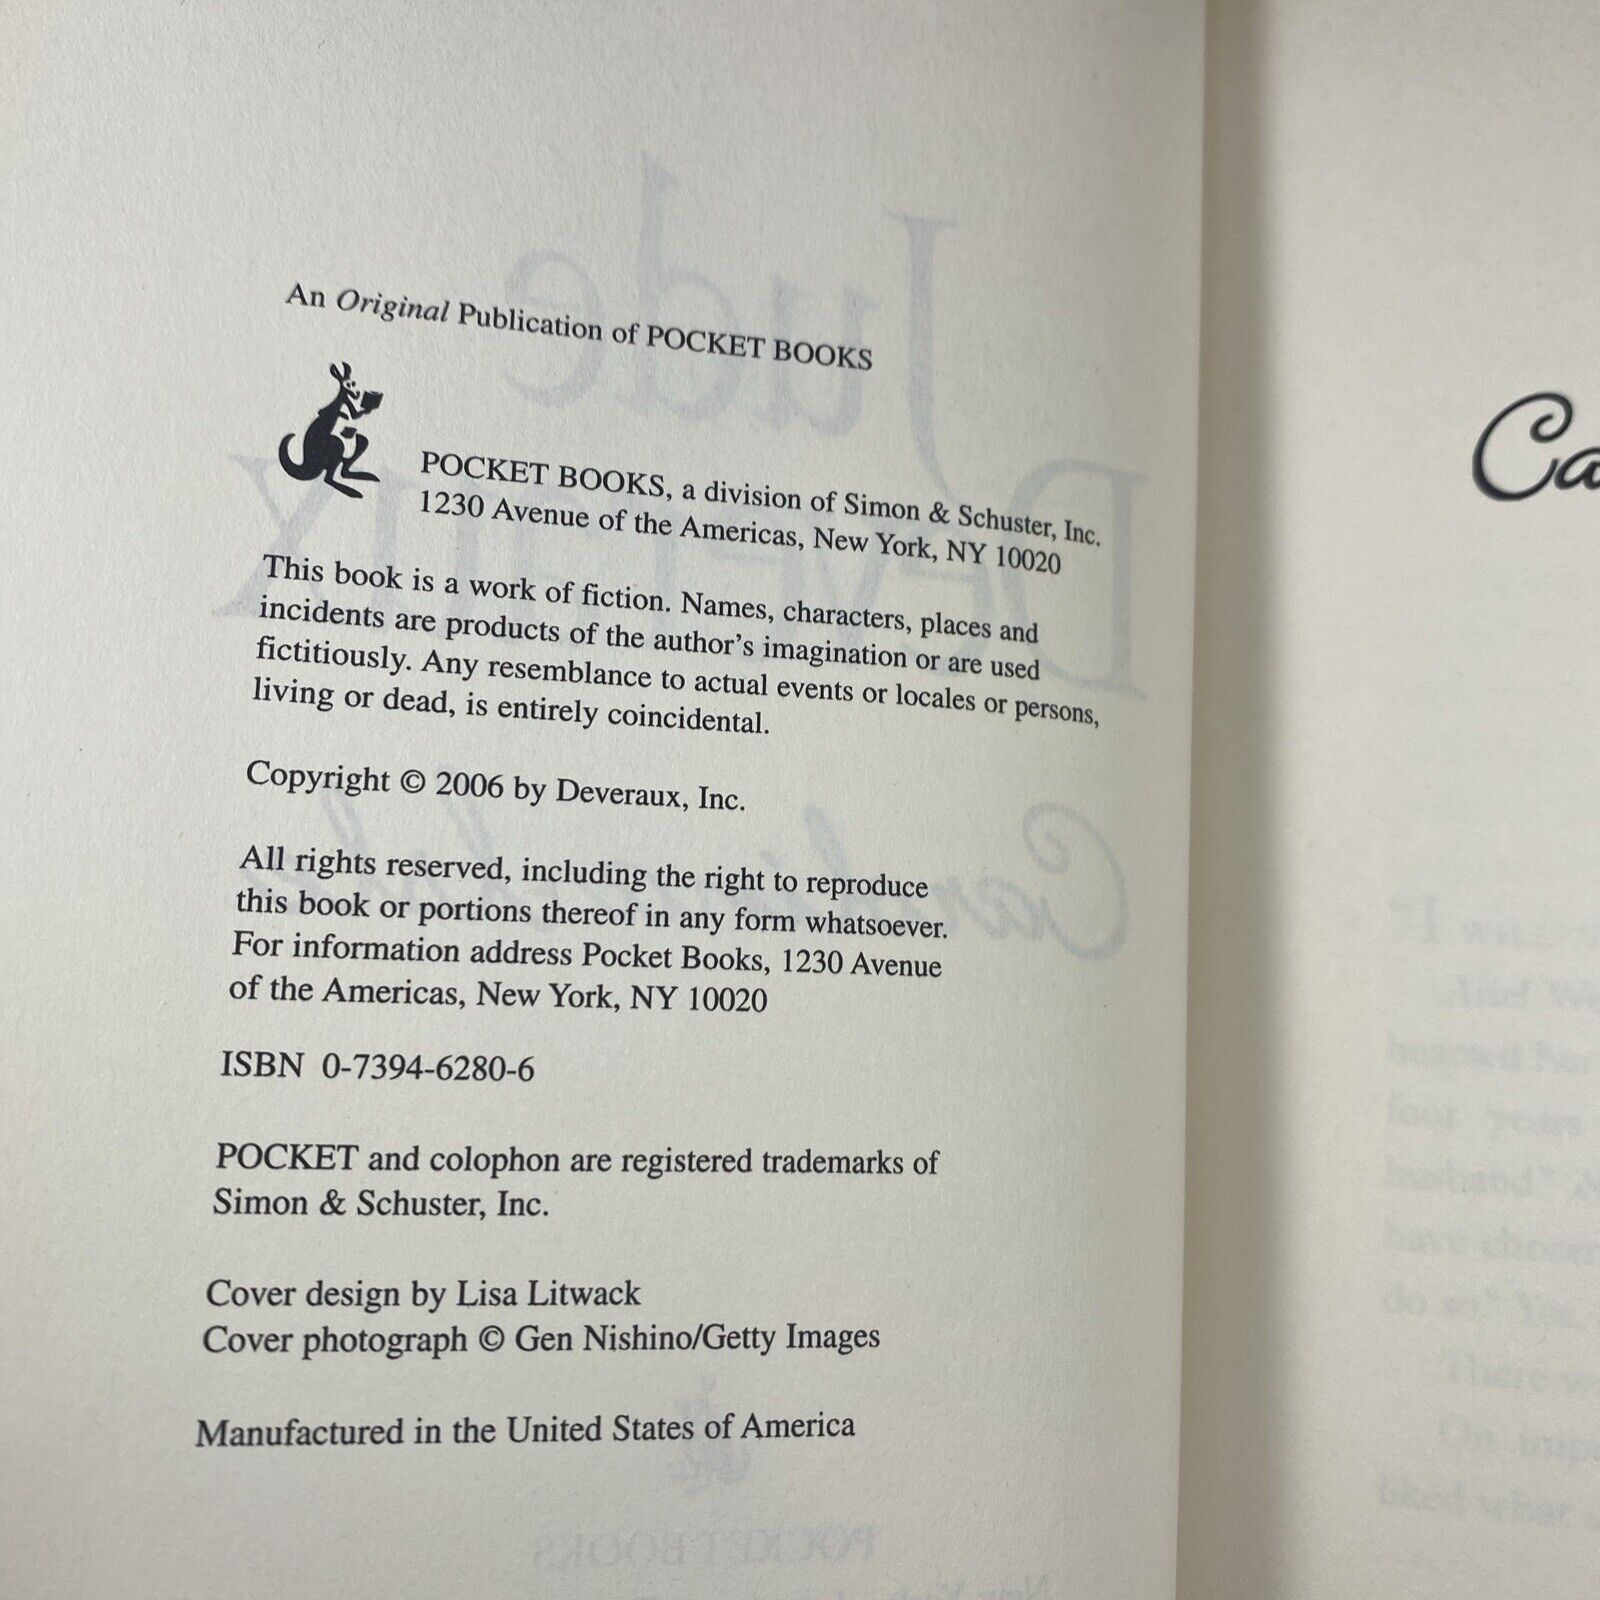 An Original Publication of POCKET BOOKS
POCKET BOOKS, a division of Simon & Schuster, Inc.
1230 Avenue of the Americas, New York, NY 10020
This book is a work of fiction. Names, characters, places and
incidents are products of the author's imagination or are used
fictitiously. Any resemblance to actual events or locales or persons,
living or dead, is entirely coincidental.
Copyright © 2006 by Deveraux, Inc.
All rights reserved, including the right to reproduce
this book or portions thereof in any form whatsoever.
For information address Pocket Books, 1230 Avenue
of the Americas, New York, NY 10020
ISBN 0-7394-6280-6
POCKET and colophon are registered trademarks of
Simon & Schuster, Inc.
Cover design by Lisa Litwack
Cover photograph © Gen Nishino/Getty Images
Manufactured in the United States of America
Ca